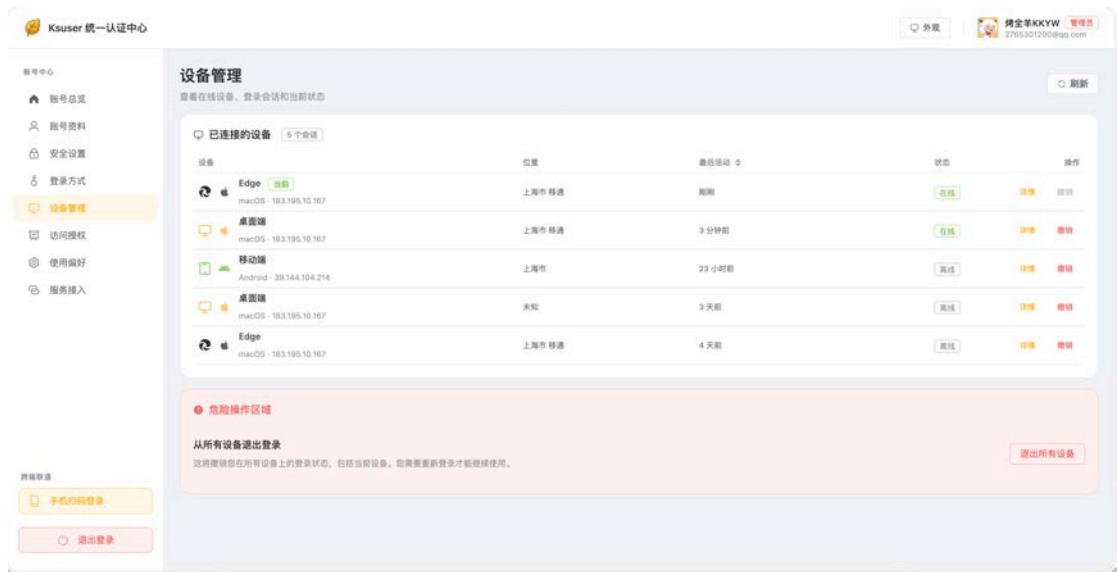 Ksuser 统一认证中心
外观
烤全羊KKYW 管理员
2765301200@qq.com
账号中心
账号总览
账号资料
安全设置
登录方式
设备管理
访问授权
使用偏好
服务接入
跨端联通
手机扫码登录
退出登录
设备管理
查看在线设备、登录会话和当前状态
刷新
已连接的设备 5 个会话
设备 位置 最后活动 状态 操作
Edge 当前
macOS · 183.195.10.167
上海市 移通 刚刚 在线 详情 撤销
桌面端
macOS · 183.195.10.167
上海市 移通 3 分钟前 在线 详情 撤销
移动端
Android · 39.144.104.214
上海市 23 小时前 离线 详情 撤销
桌面端
macOS · 183.195.10.167
未知 3 天前 离线 详情 撤销
Edge
macOS · 183.195.10.167
上海市 移通 4 天前 离线 详情 撤销
危险操作区域
从所有设备退出登录
这将撤销您在所有设备上的登录状态，包括当前设备。您需要重新登录才能继续使用。
退出所有设备